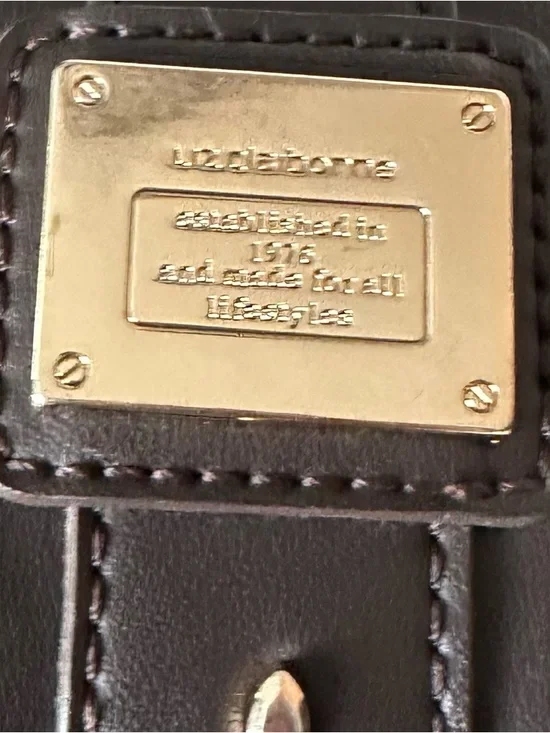 liz claiborne
established in
1976
and made for all
lifestyles